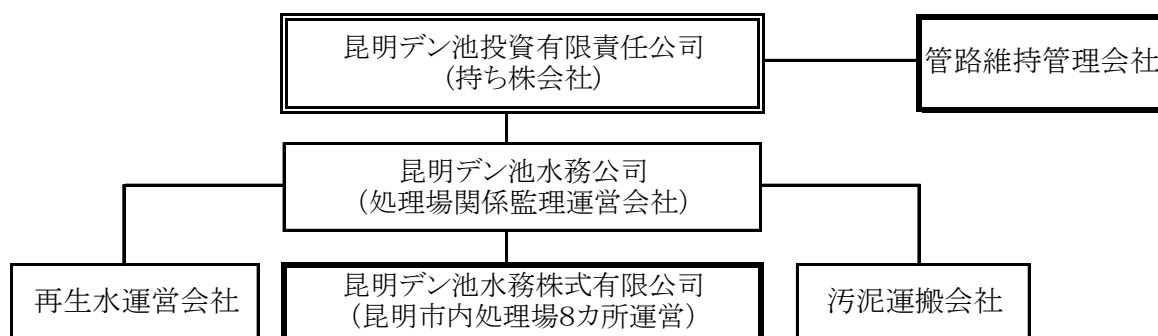 昆明デン池投資有限責任公司
(持ち株会社)
管路維持管理会社
昆明デン池水務公司
(処理場関係監理運営会社)
再生水運営会社
昆明デン池水務株式有限公司
(昆明市内処理場8カ所運営)
汚泥運搬会社